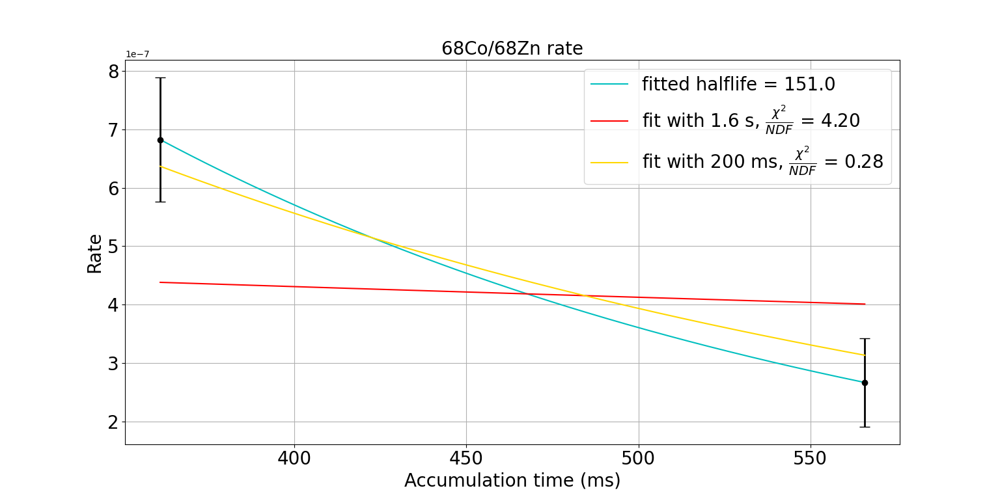 68Co/68Zn rate
1e−7
8
7
6
5
4
3
2
Rate
fitted halflife = 151.0
fit with 1.6 s, χ²/NDF = 4.20
fit with 200 ms, χ²/NDF = 0.28
400 450 500 550
Accumulation time (ms)